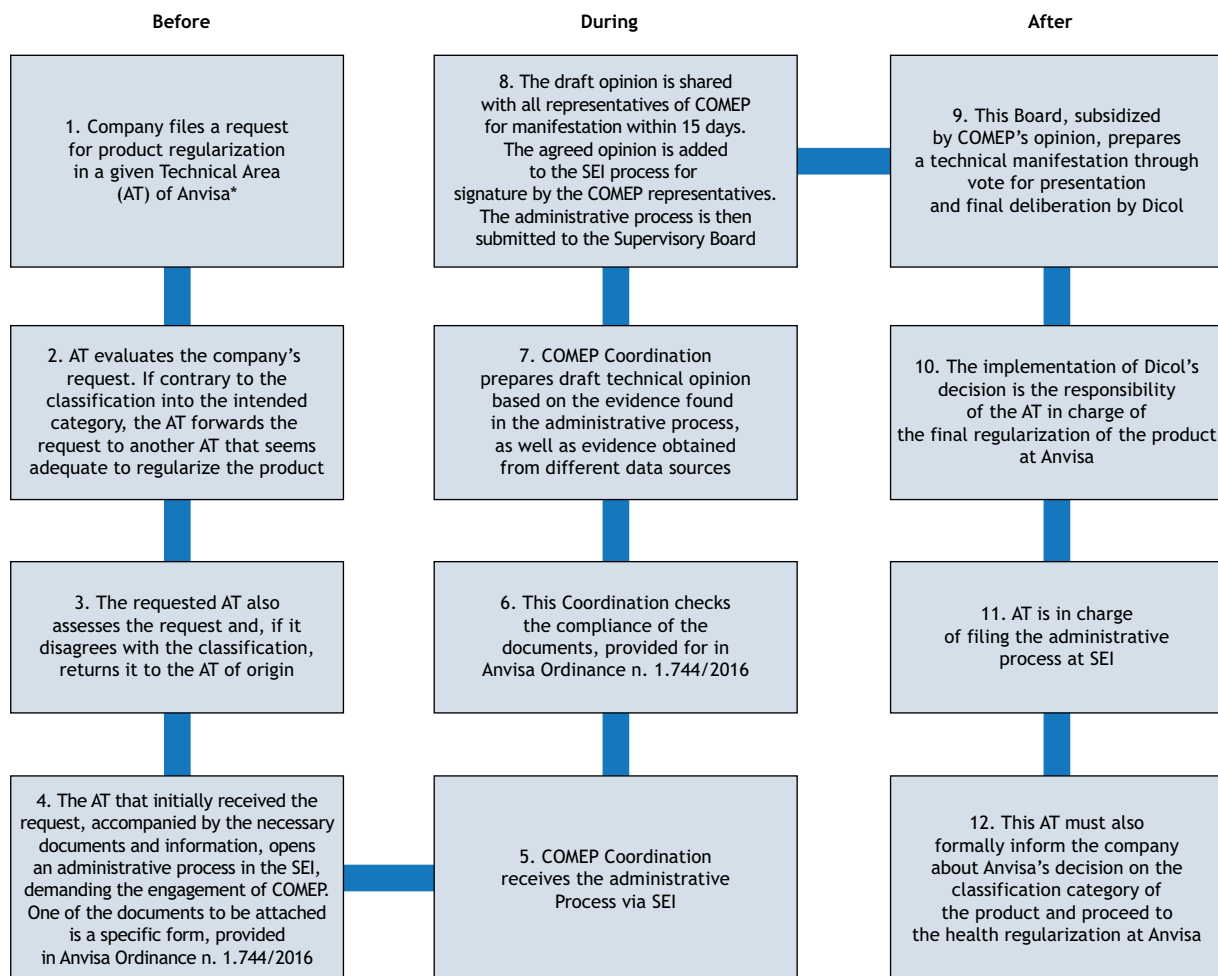 Before
During
After
1. Company files a request
for product regularization
in a given Technical Area
(AT) of Anvisa*
2. AT evaluates the company’s
request. If contrary to the
classification into the intended
category, the AT forwards the
request to another AT that seems
adequate to regularize the product
3. The requested AT also
assesses the request and, if it
disagrees with the classification,
returns it to the AT of origin
4. The AT that initially received the
request, accompanied by the necessary
documents and information, opens
an administrative process in the SEI,
demanding the engagement of COMEP.
One of the documents to be attached
is a specific form, provided
in Anvisa Ordinance n. 1.744/2016
5. COMEP Coordination
receives the administrative
Process via SEI
6. This Coordination checks
the compliance of the
documents, provided for in
Anvisa Ordinance n. 1.744/2016
7. COMEP Coordination
prepares draft technical opinion
based on the evidence found
in the administrative process,
as well as evidence obtained
from different data sources
8. The draft opinion is shared
with all representatives of COMEP
for manifestation within 15 days.
The agreed opinion is added
to the SEI process for
signature by the COMEP representatives.
The administrative process is then
submitted to the Supervisory Board
9. This Board, subsidized
by COMEP’s opinion, prepares
a technical manifestation through
vote for presentation
and final deliberation by Dicol
10. The implementation of Dicol’s
decision is the responsibility
of the AT in charge of
the final regularization of the product
at Anvisa
11. AT is in charge
of filing the administrative
process at SEI
12. This AT must also
formally inform the company
about Anvisa’s decision on the
classification category of
the product and proceed to
the health regularization at Anvisa